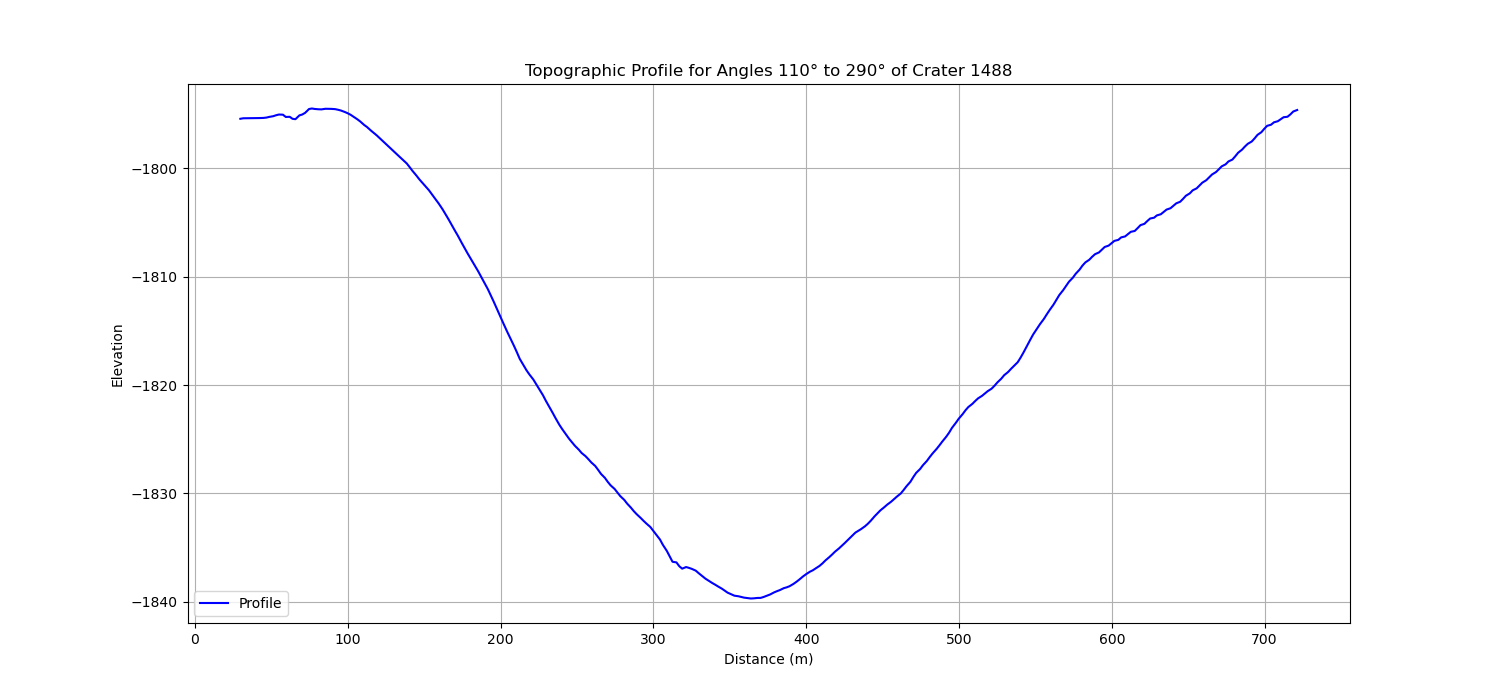 Topographic Profile for Angles 110° to 290° of Crater 1488
Elevation
−1800
−1810
−1820
−1830
−1840
Profile
0 100 200 300 400 500 600 700
Distance (m)